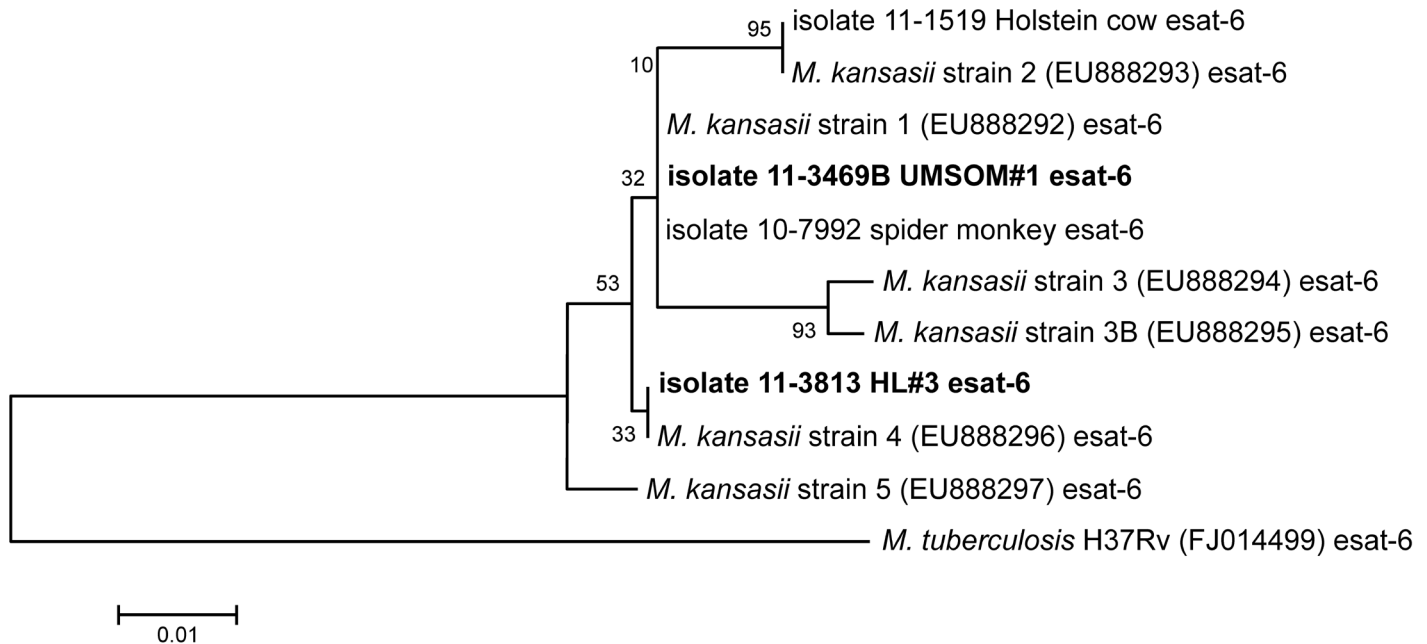 95
isolate 11-1519 Holstein cow esat-6
10
M. kansasii strain 2 (EU888293) esat-6
M. kansasii strain 1 (EU888292) esat-6
32
isolate 11-3469B UMSOM#1 esat-6
isolate 10-7992 spider monkey esat-6
53
M. kansasii strain 3 (EU888294) esat-6
93
M. kansasii strain 3B (EU888295) esat-6
isolate 11-3813 HL#3 esat-6
33
M. kansasii strain 4 (EU888296) esat-6
M. kansasii strain 5 (EU888297) esat-6
M. tuberculosis H37Rv (FJ014499) esat-6
0.01